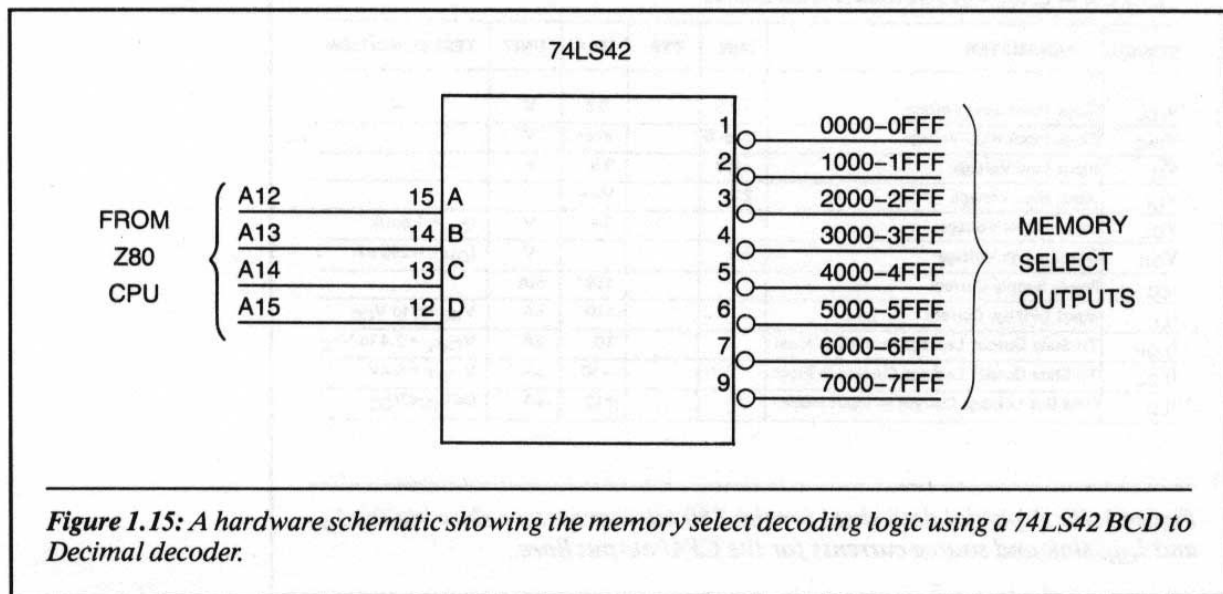 74LS42
FROM
Z80
CPU
A12 15 A
A13 14 B
A14 13 C
A15 12 D
1 0000–0FFF
2 1000–1FFF
3 2000–2FFF
4 3000–3FFF
5 4000–4FFF
6 5000–5FFF
7 6000–6FFF
9 7000–7FFF
MEMORY
SELECT
OUTPUTS
Figure 1.15: A hardware schematic showing the memory select decoding logic using a 74LS42 BCD to
Decimal decoder.